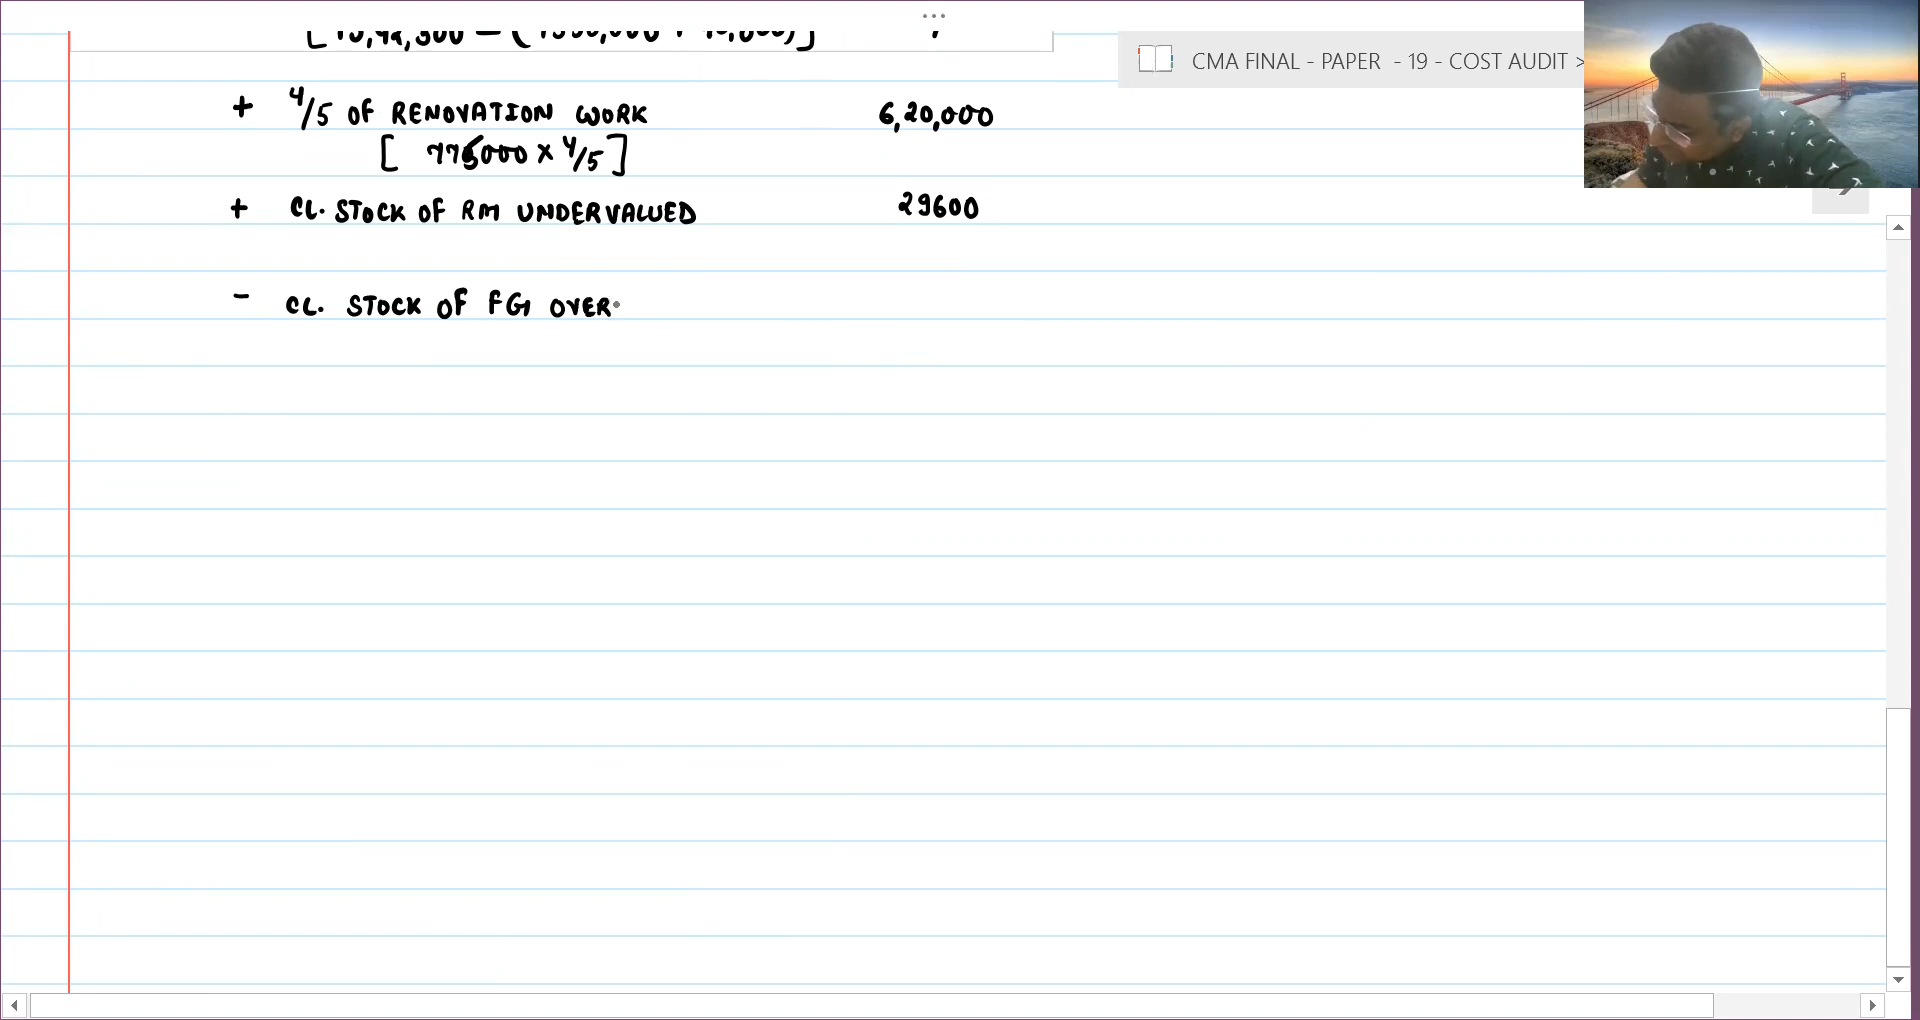 CMA FINAL - PAPER - 19 - COST AUDIT >
+ 4/5 OF RENOVATION WORK 6,20,000
[ 775000 × 4/5 ]
+ CL. STOCK OF RM UNDERVALUED 29600
- CL. STOCK OF FG OVER